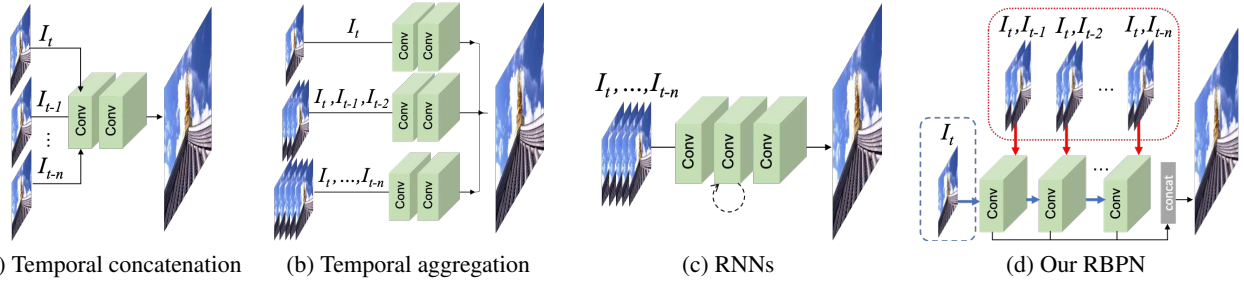 I_t
I_{t-1}
⋮
I_{t-n}
Conv
Conv
) Temporal concatenation
I_t
Conv
Conv
I_t, I_{t-1}, I_{t-2}
Conv
Conv
I_t, ..., I_{t-n}
Conv
Conv
(b) Temporal aggregation
I_t, ..., I_{t-n}
Conv
Conv
Conv
(c) RNNs
I_t, I_{t-1} I_t, I_{t-2} I_t, I_{t-n}
...
I_t
...
Conv
Conv
Conv
concat
(d) Our RBPN